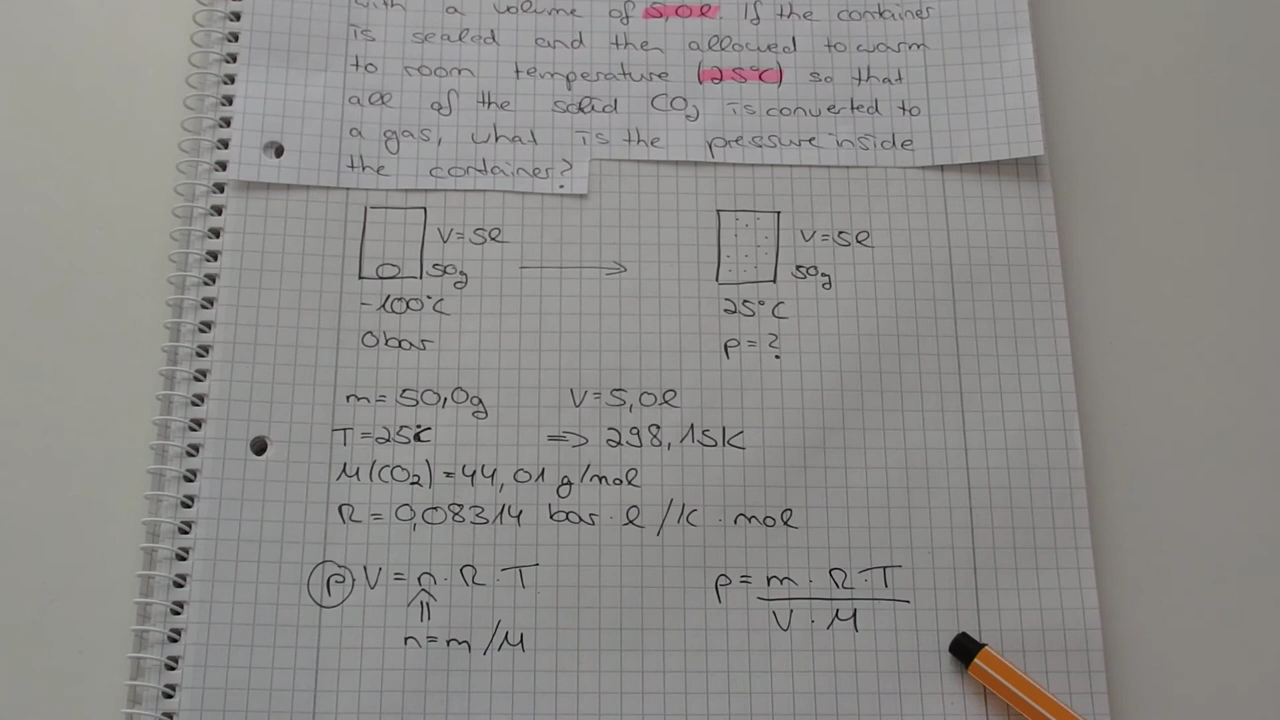 with a volume of 5,0l. If the container
is sealed and then allowed to warm
to room temperature (25°C) so that
all of the solid CO2 is converted to
a gas, what is the pressure inside
the container?
V=5l
50g
-100°C
0bar
V=5l
50g
25°C
p=?
m=50,0g V=5,0l
T=25°C => 298,15K
M(CO2)=44,01 g/mol
R=0,08314 bar·l/K·mol
p V=n·R·T
n=m/M
p=m·R·T
V·M